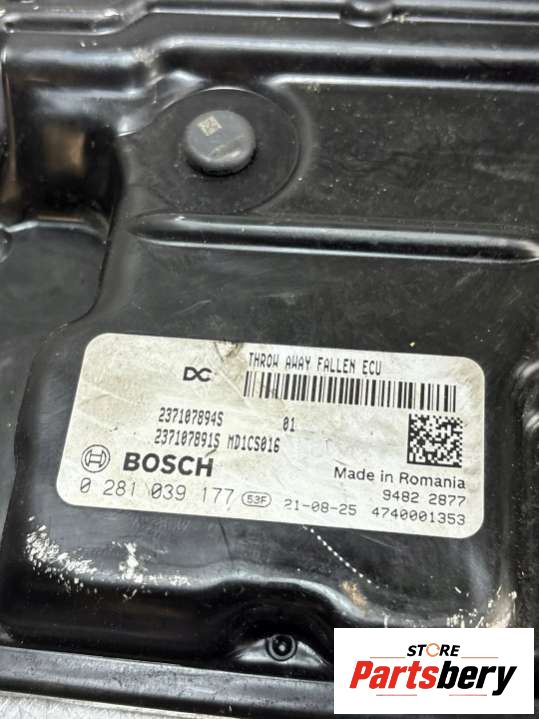 THROW AWAY FALLEN ECU
DC
237107894S 01
237107891S MD1CS016
BOSCH
Made in Romania
9482 2877
0 281 039 177 53F 21-08-25 4740001353
STORE
Partsbery